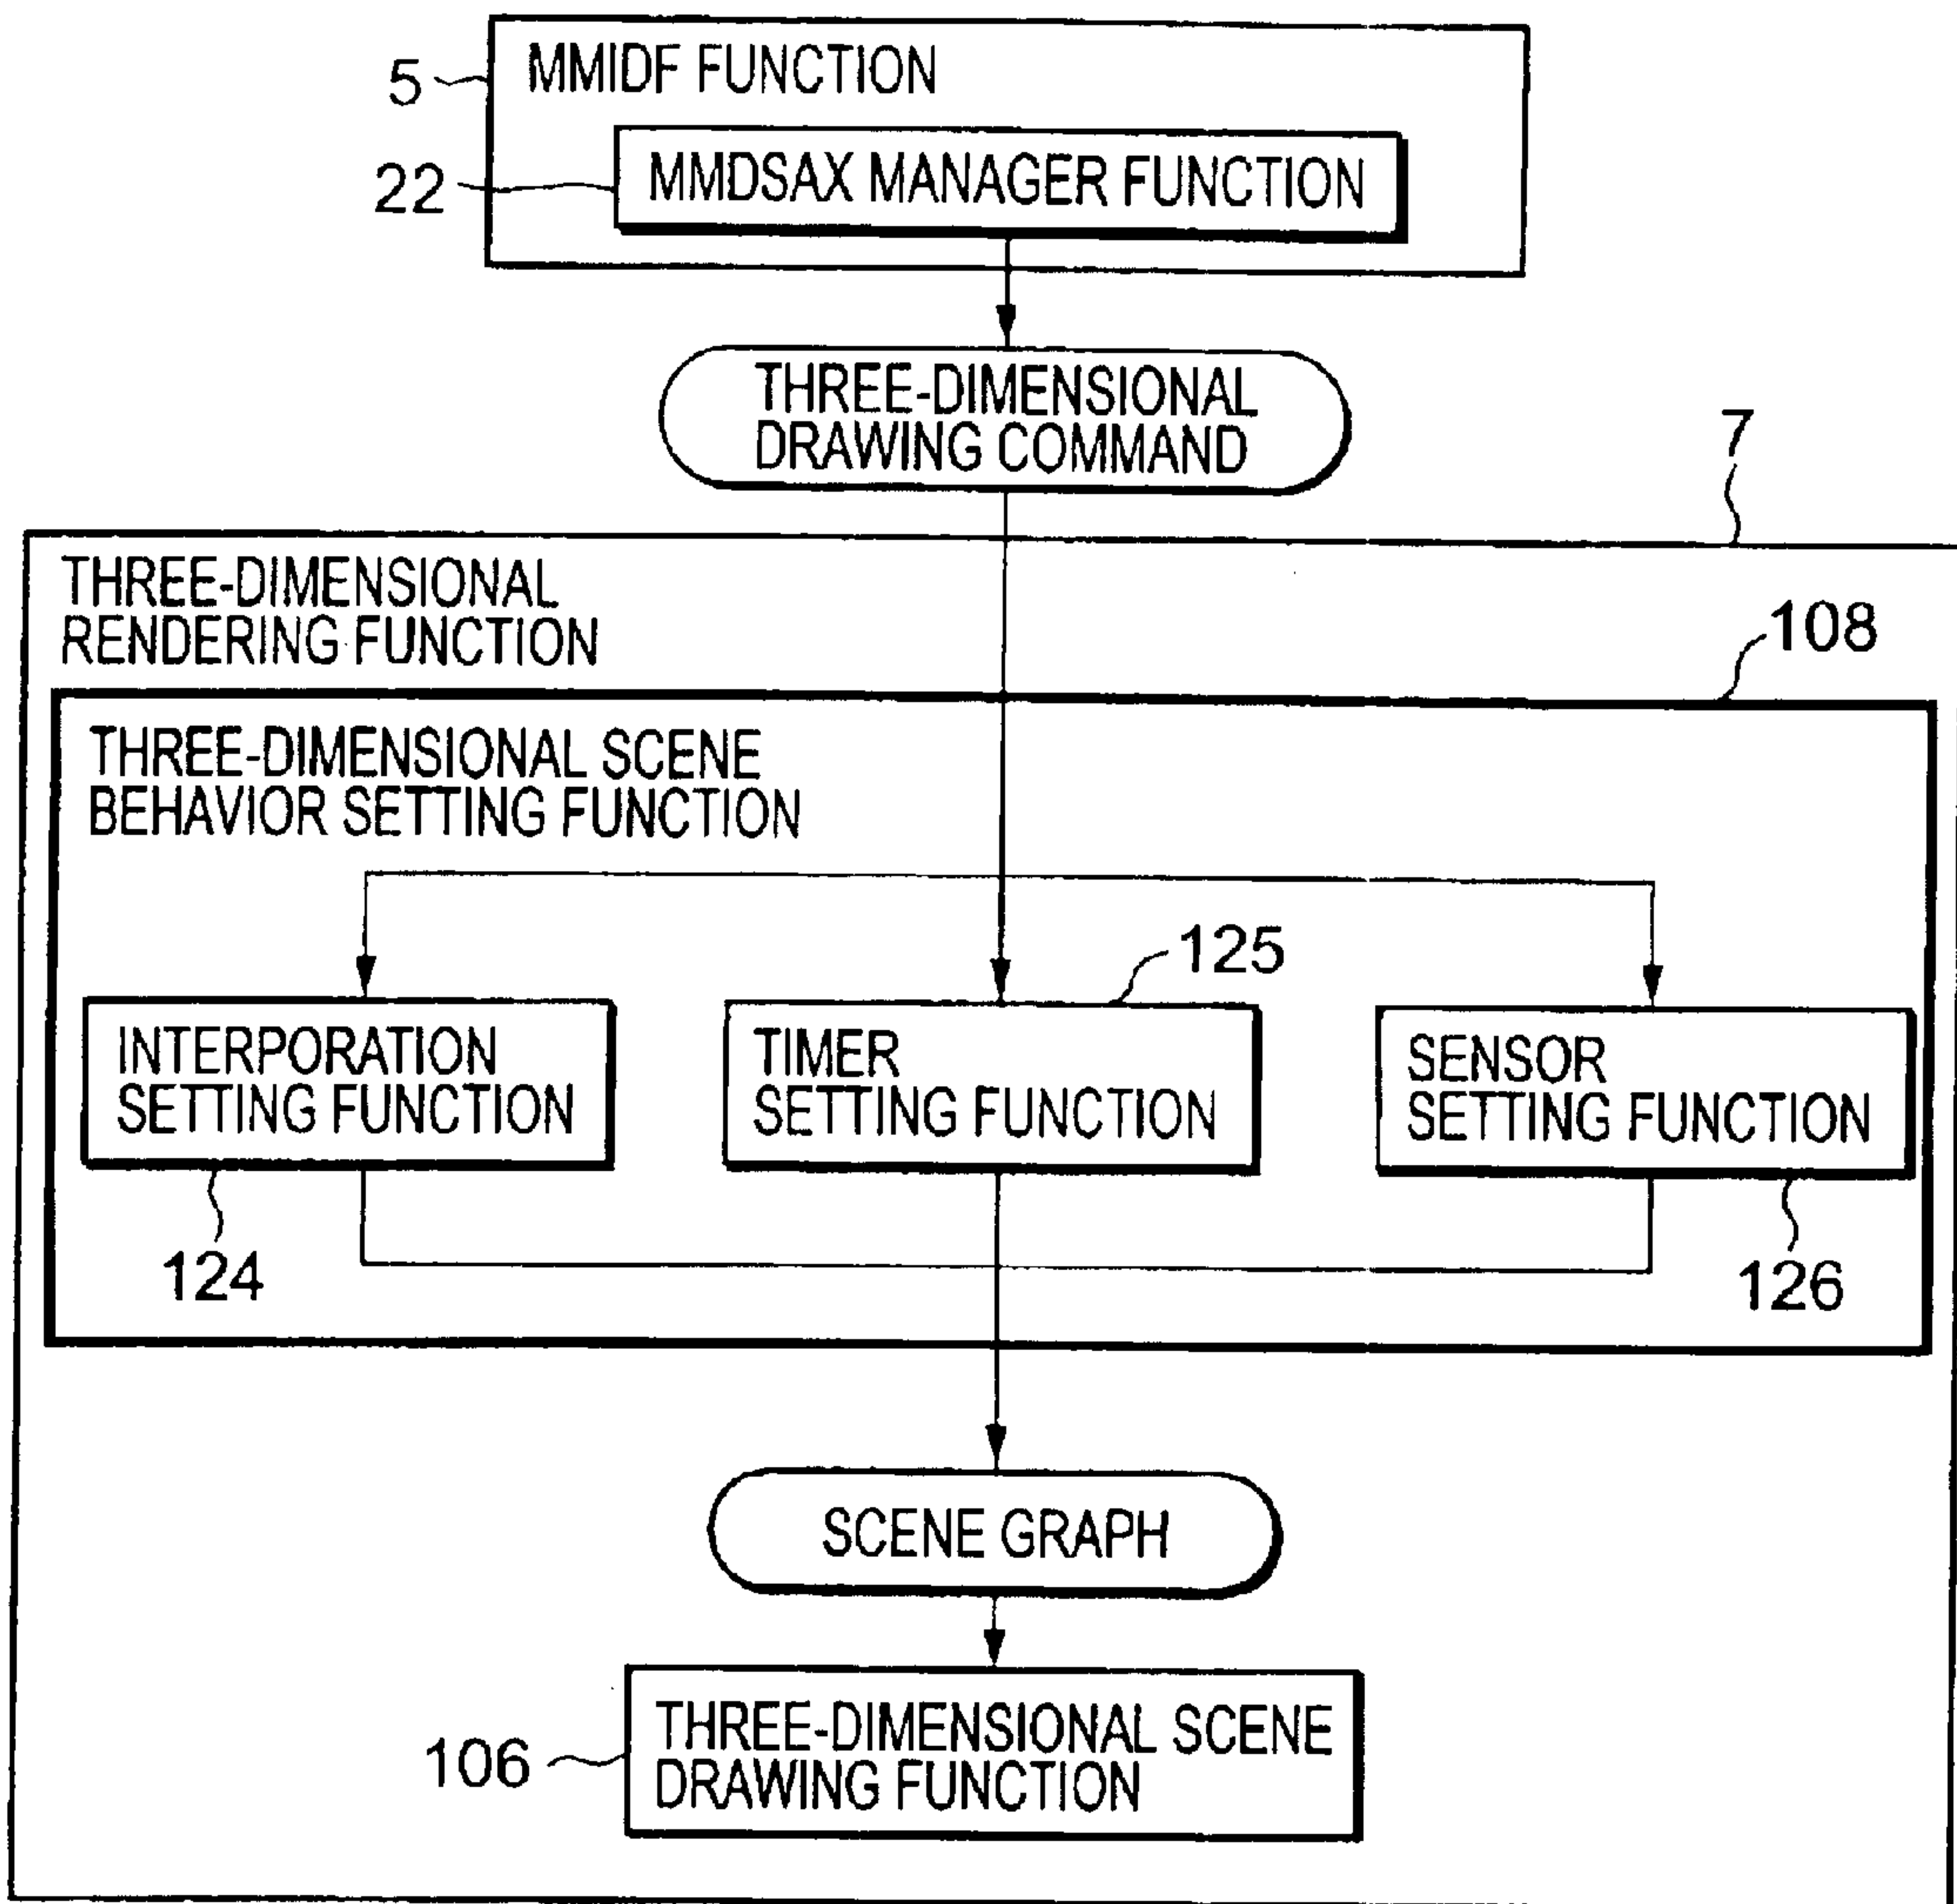 5
MMIDF FUNCTION
22
MMDSAX MANAGER FUNCTION
THREE-DIMENSIONAL
DRAWING COMMAND
7
THREE-DIMENSIONAL
RENDERING FUNCTION
108
THREE-DIMENSIONAL SCENE
BEHAVIOR SETTING FUNCTION
125
INTERPORATION
SETTING FUNCTION
TIMER
SETTING FUNCTION
SENSOR
SETTING FUNCTION
124
126
SCENE GRAPH
106
THREE-DIMENSIONAL SCENE
DRAWING FUNCTION